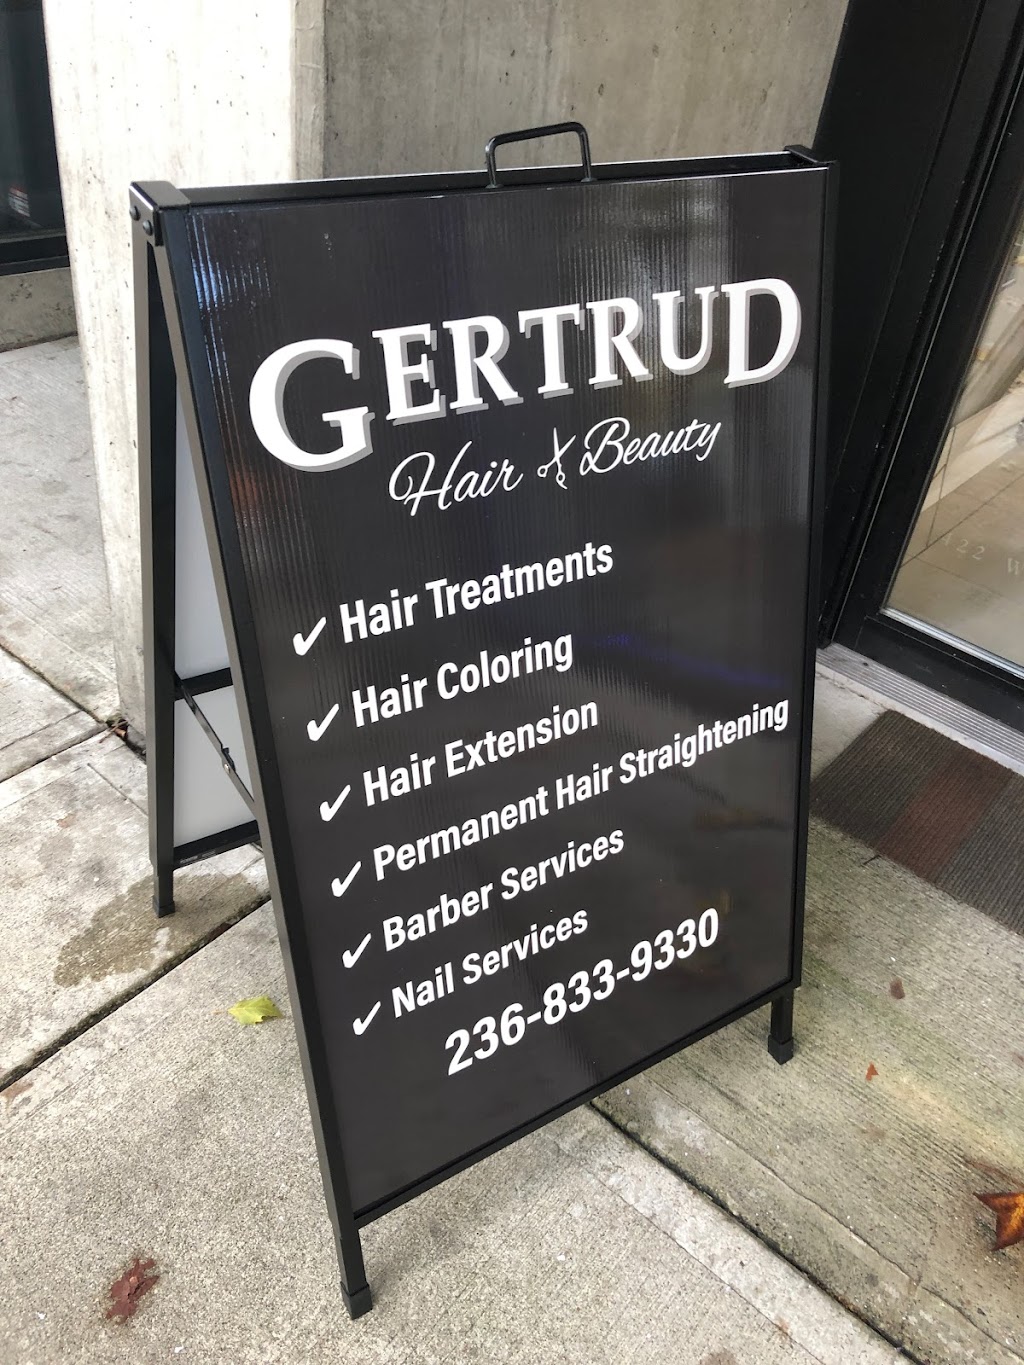 GERTRUD
Hair Beauty
✔ Hair Treatments
✔ Hair Coloring
✔ Hair Extension
✔ Permanent Hair Straightening
✔ Barber Services
✔ Nail Services
236-833-9330
422 W